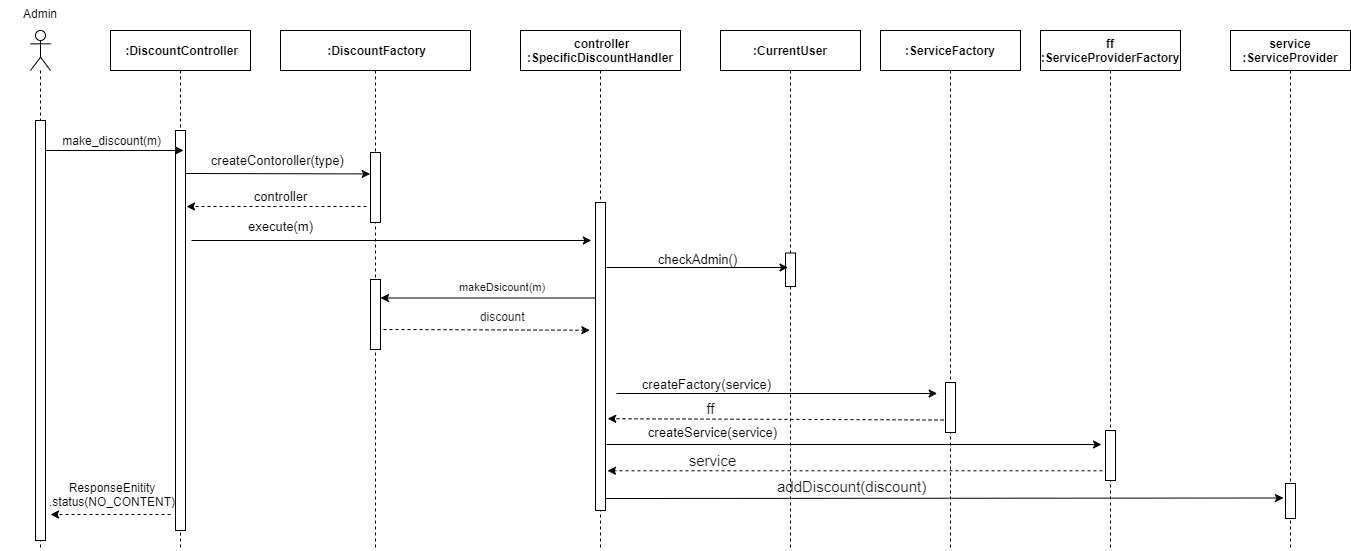 Admin
:DiscountController
:DiscountFactory
controller
:SpecificDiscountHandler
:CurrentUser
:ServiceFactory
ff
:ServiceProviderFactory
service
:ServiceProvider
make_discount(m)
createContoroller(type)
controller
execute(m)
checkAdmin()
makeDsicount(m)
discount
createFactory(service)
ff
createService(service)
service
addDiscount(discount)
ResponseEnitity
.status(NO_CONTENT)